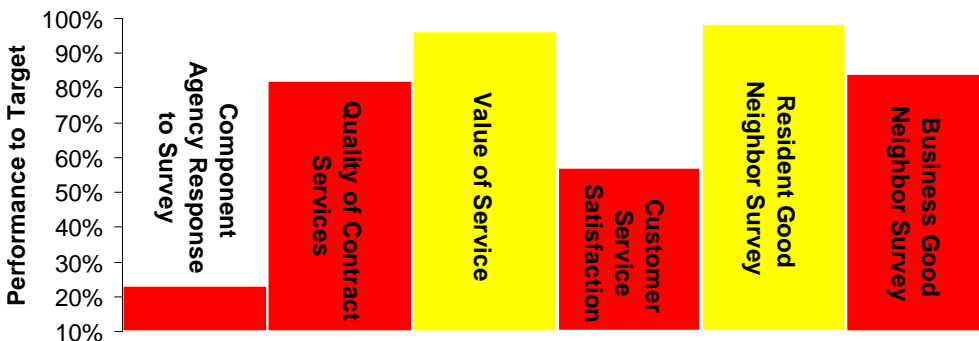 Performance to Target
100%
90%
80%
70%
60%
50%
40%
30%
20%
10%
Component
Agency Response
to Survey
Quality of Contract
Services
Value of Service
Customer
Service
Satisfaction
Resident Good
Neighbor Survey
Business Good
Neighbor Survey